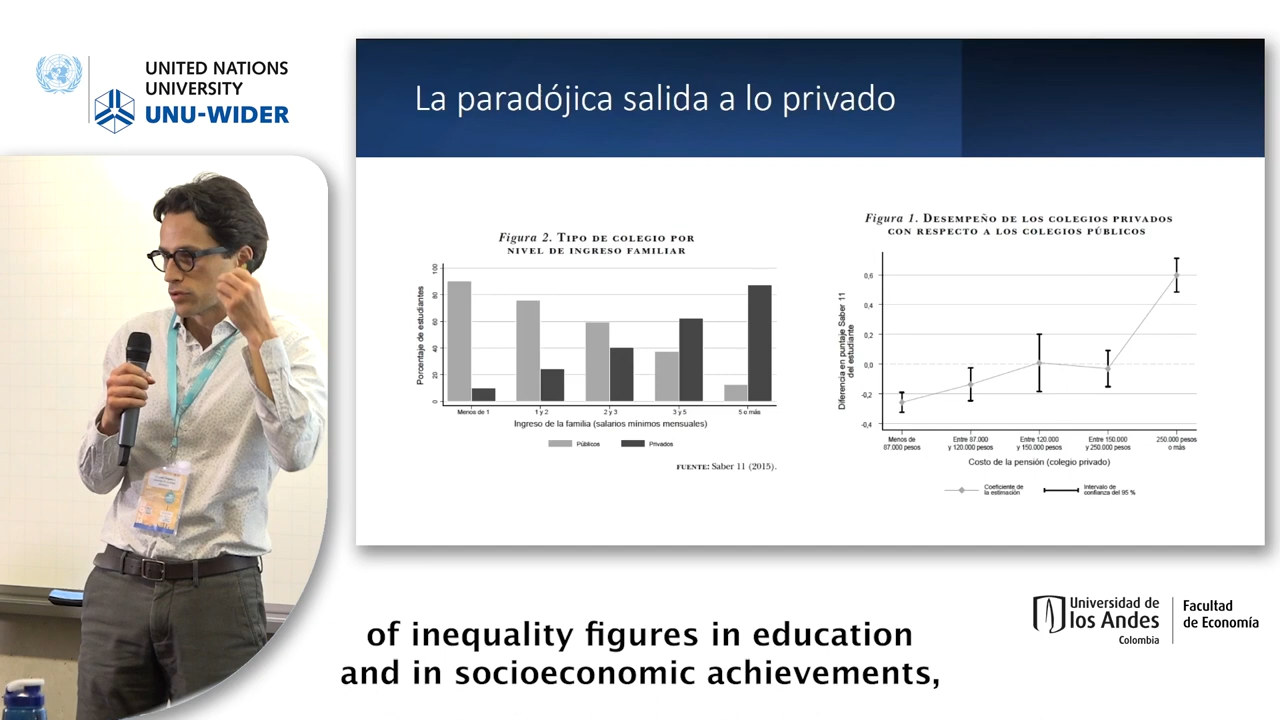 UNITED NATIONS
UNIVERSITY
UNU-WIDER
La paradójica salida a lo privado
Figura 2. TIPO DE COLEGIO POR
NIVEL DE INGRESO FAMILIAR
Porcentaje de estudiantes
100
80
60
40
20
0
Menos de 1
1 y 2
2 y 3
3 y 5
5 o más
Ingreso de la familia (salarios mínimos mensuales)
Públicos
Privados
FUENTE: Saber 11 (2015).
Figura 1. DESEMPEÑO DE LOS COLEGIOS PRIVADOS
CON RESPECTO A LOS COLEGIOS PÚBLICOS
Diferencia en puntaje Saber 11
del estudiante
0,6
0,4
0,2
0,0
-0,2
-0,4
Menos de
87.000 pesos
Entre 87.000
y 120.000 pesos
Entre 120.000
y 150.000 pesos
Entre 150.000
y 250.000 pesos
250.000 pesos
o más
Costo de la pensión (colegio privado)
Coeficiente de
la estimación
Intervalo de
confianza del 95 %
of inequality figures in education
and in socioeconomic achievements,
Universidad de
los Andes
Colombia
Facultad
de Economía